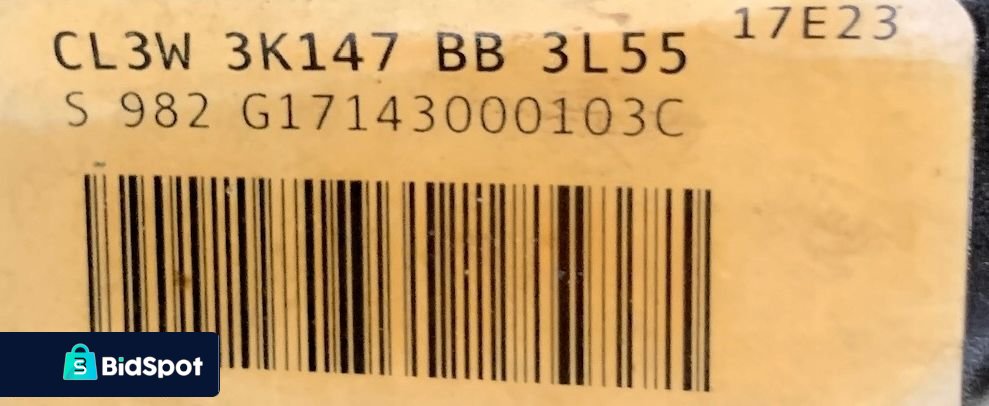 17E23
CL3W 3K147 BB 3L55
S 982 G17143000103C
BidSpot